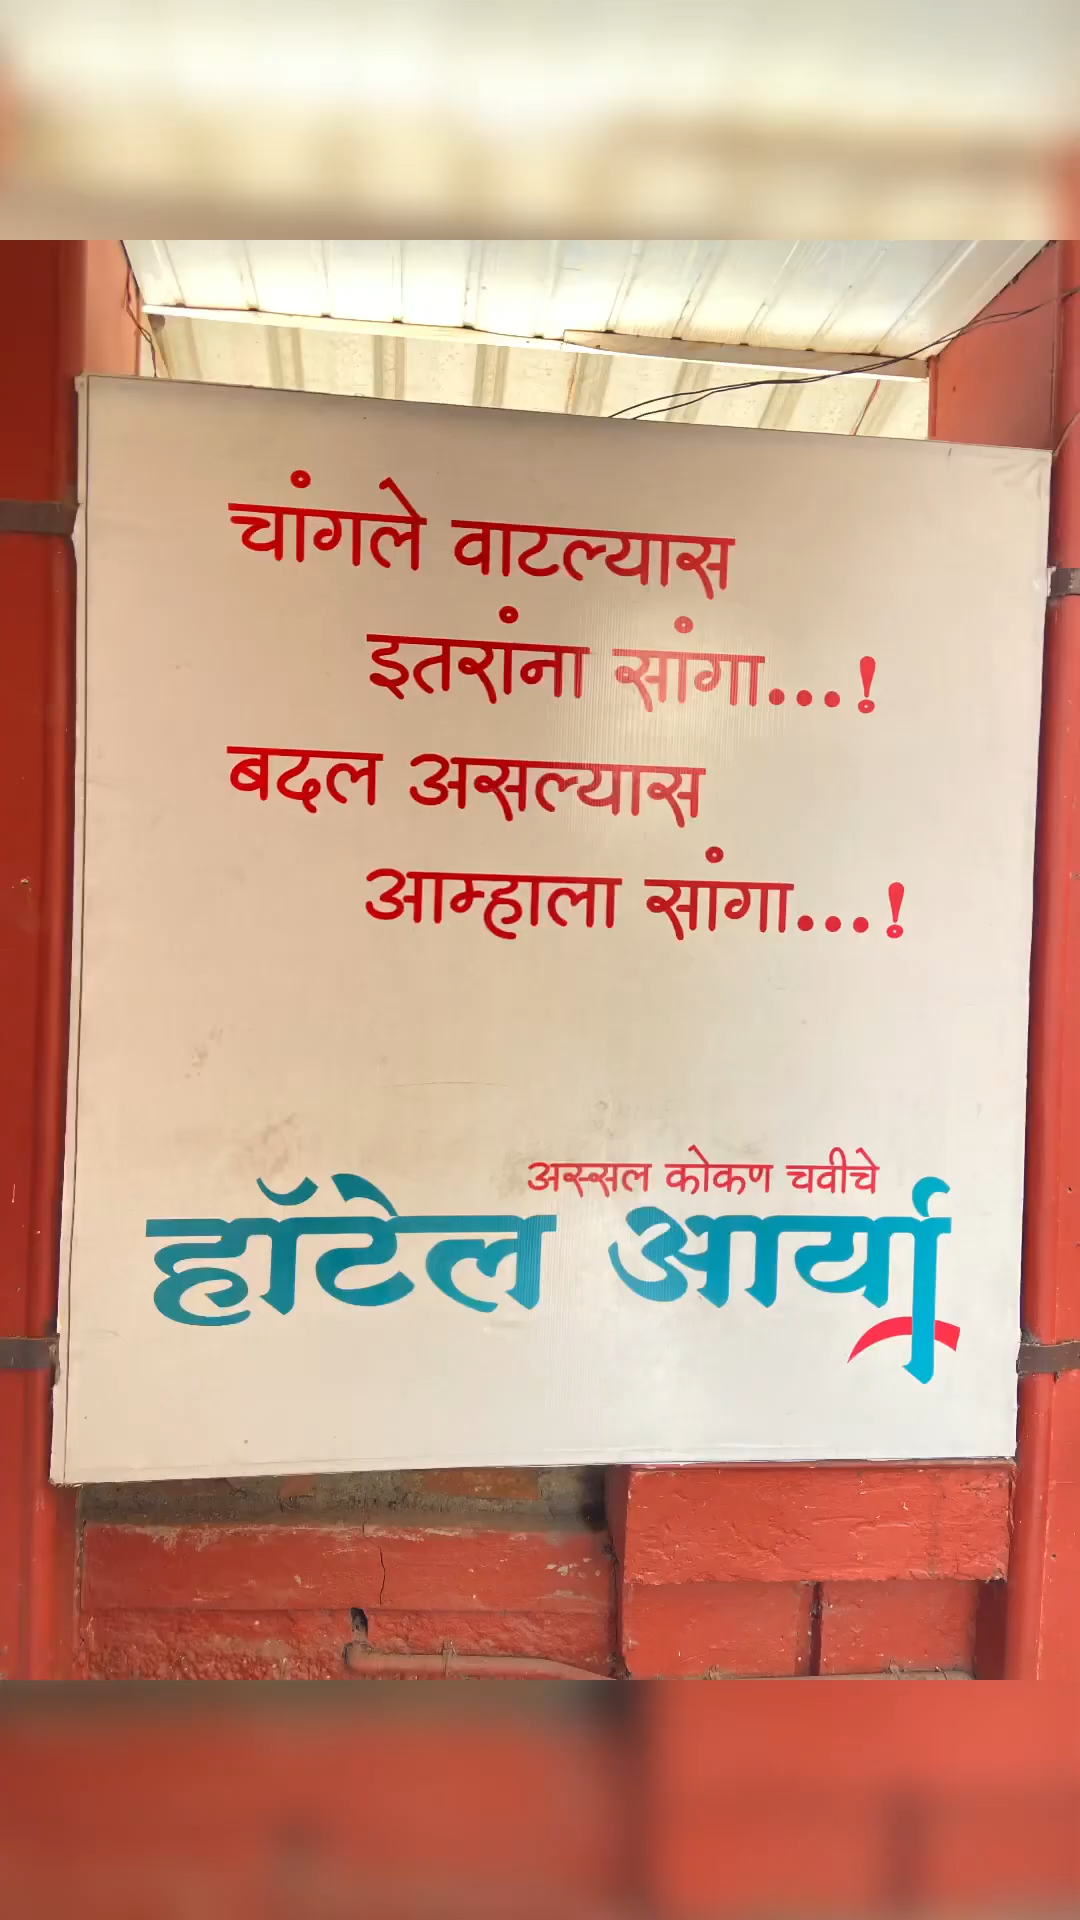 चांगले वाटल्यास
इतरांना सांगा...!
बदल असल्यास
आम्हाला सांगा...!
अस्सल कोकण चवीचे
हॉटेल आर्या